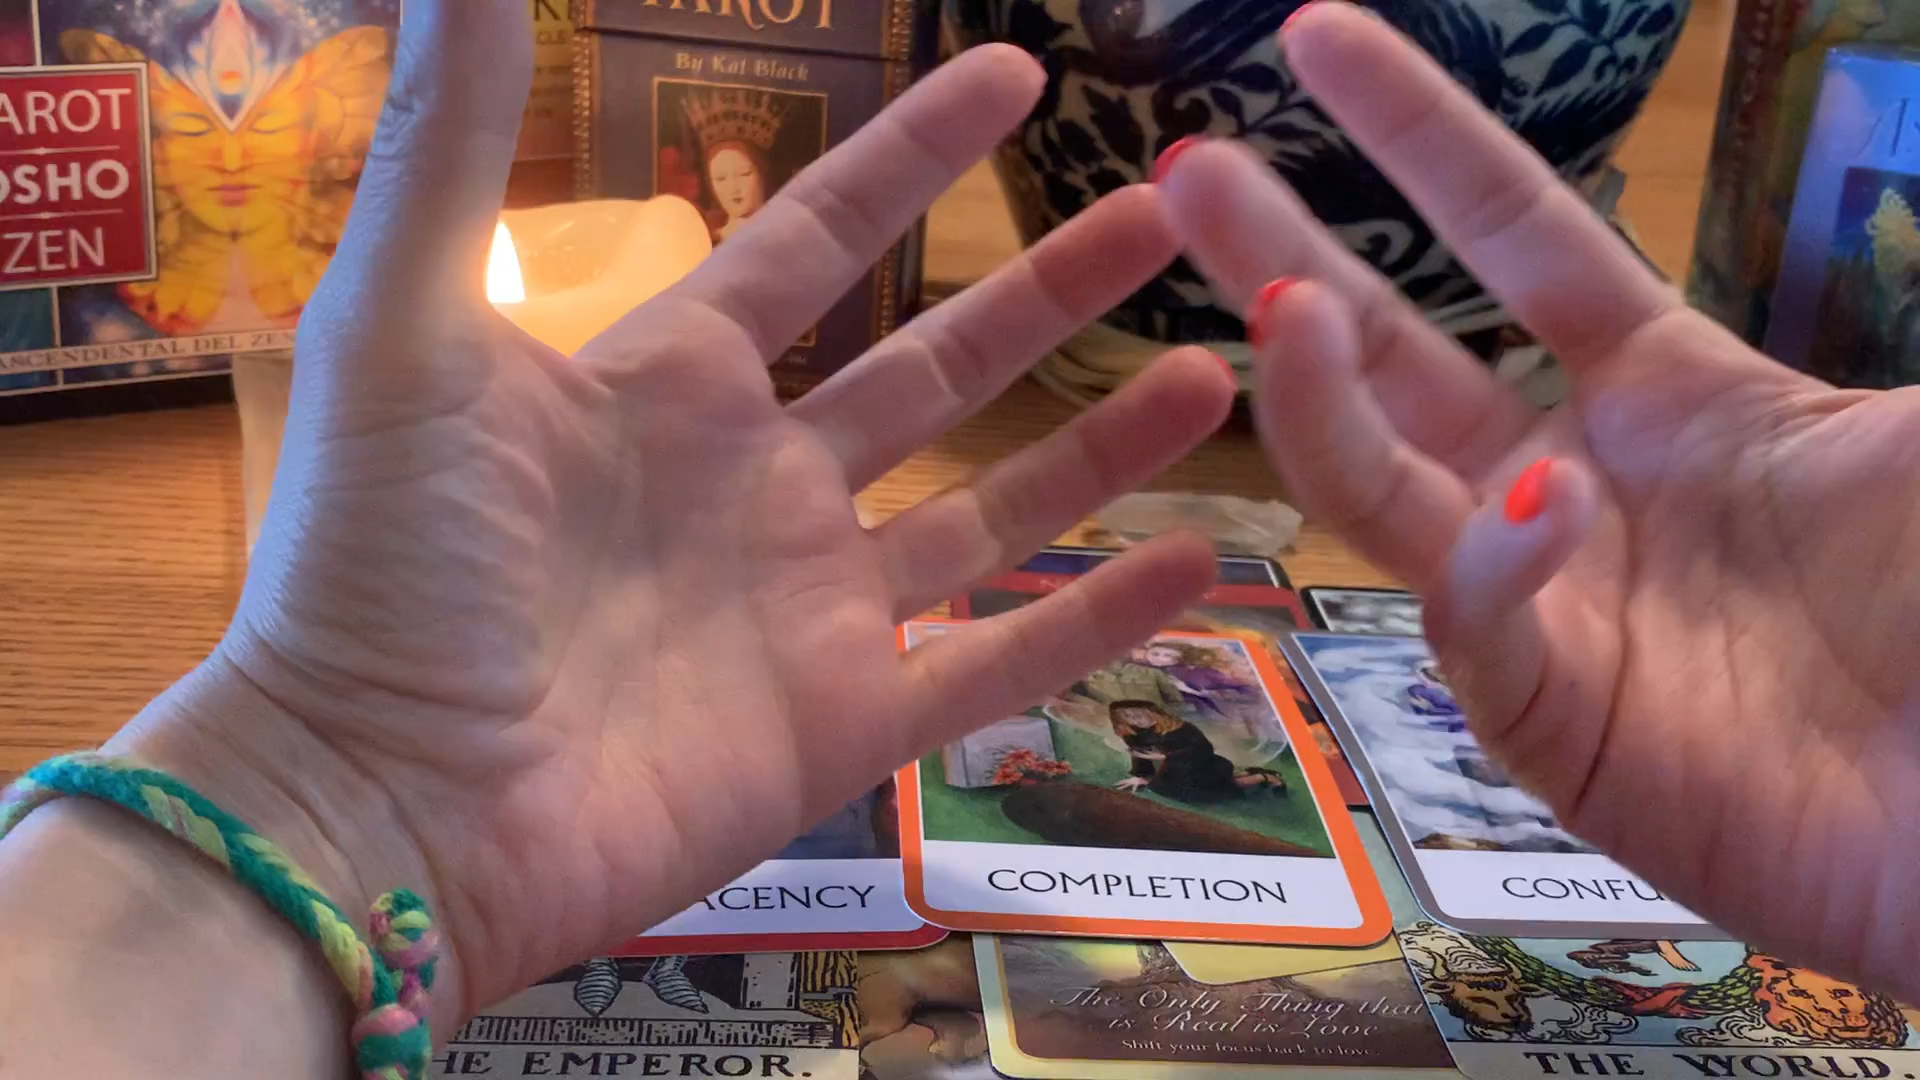 TAROT
By Kat Black
AROT
OSHO
ZEN
ASCENDENTAL DEL ZEN
ACENCY
COMPLETION
CONFU
The Only Thing that
is Real is Love
Shift your focus back to love.
HE EMPEROR.
THE WORLD.